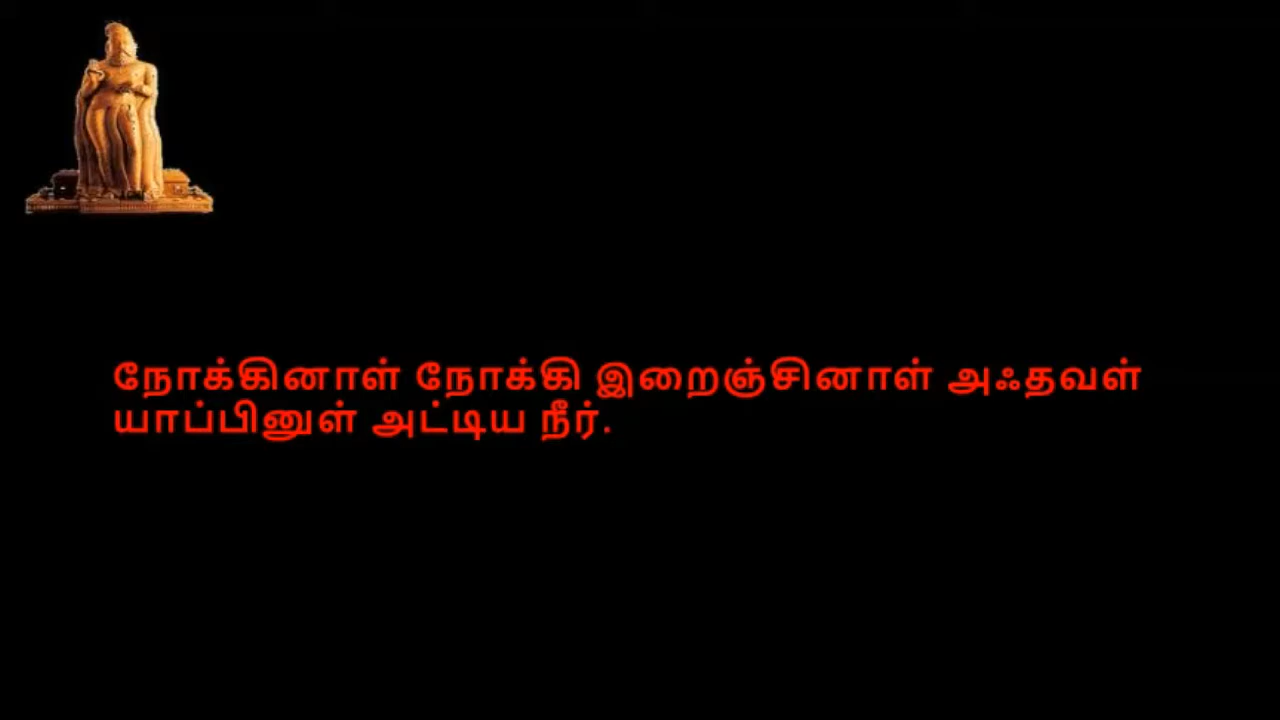 நோக்கினாள் நோக்கி இறைஞ்சினாள் அஃதவள்
யாப்பினுள் அட்டிய நீர்.